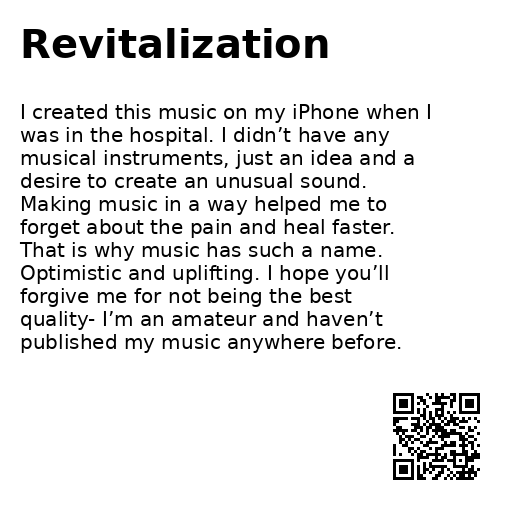 Revitalization
I created this music on my iPhone when I
was in the hospital. I didn’t have any
musical instruments, just an idea and a
desire to create an unusual sound.
Making music in a way helped me to
forget about the pain and heal faster.
That is why music has such a name.
Optimistic and uplifting. I hope you’ll
forgive me for not being the best
quality- I’m an amateur and haven’t
published my music anywhere before.